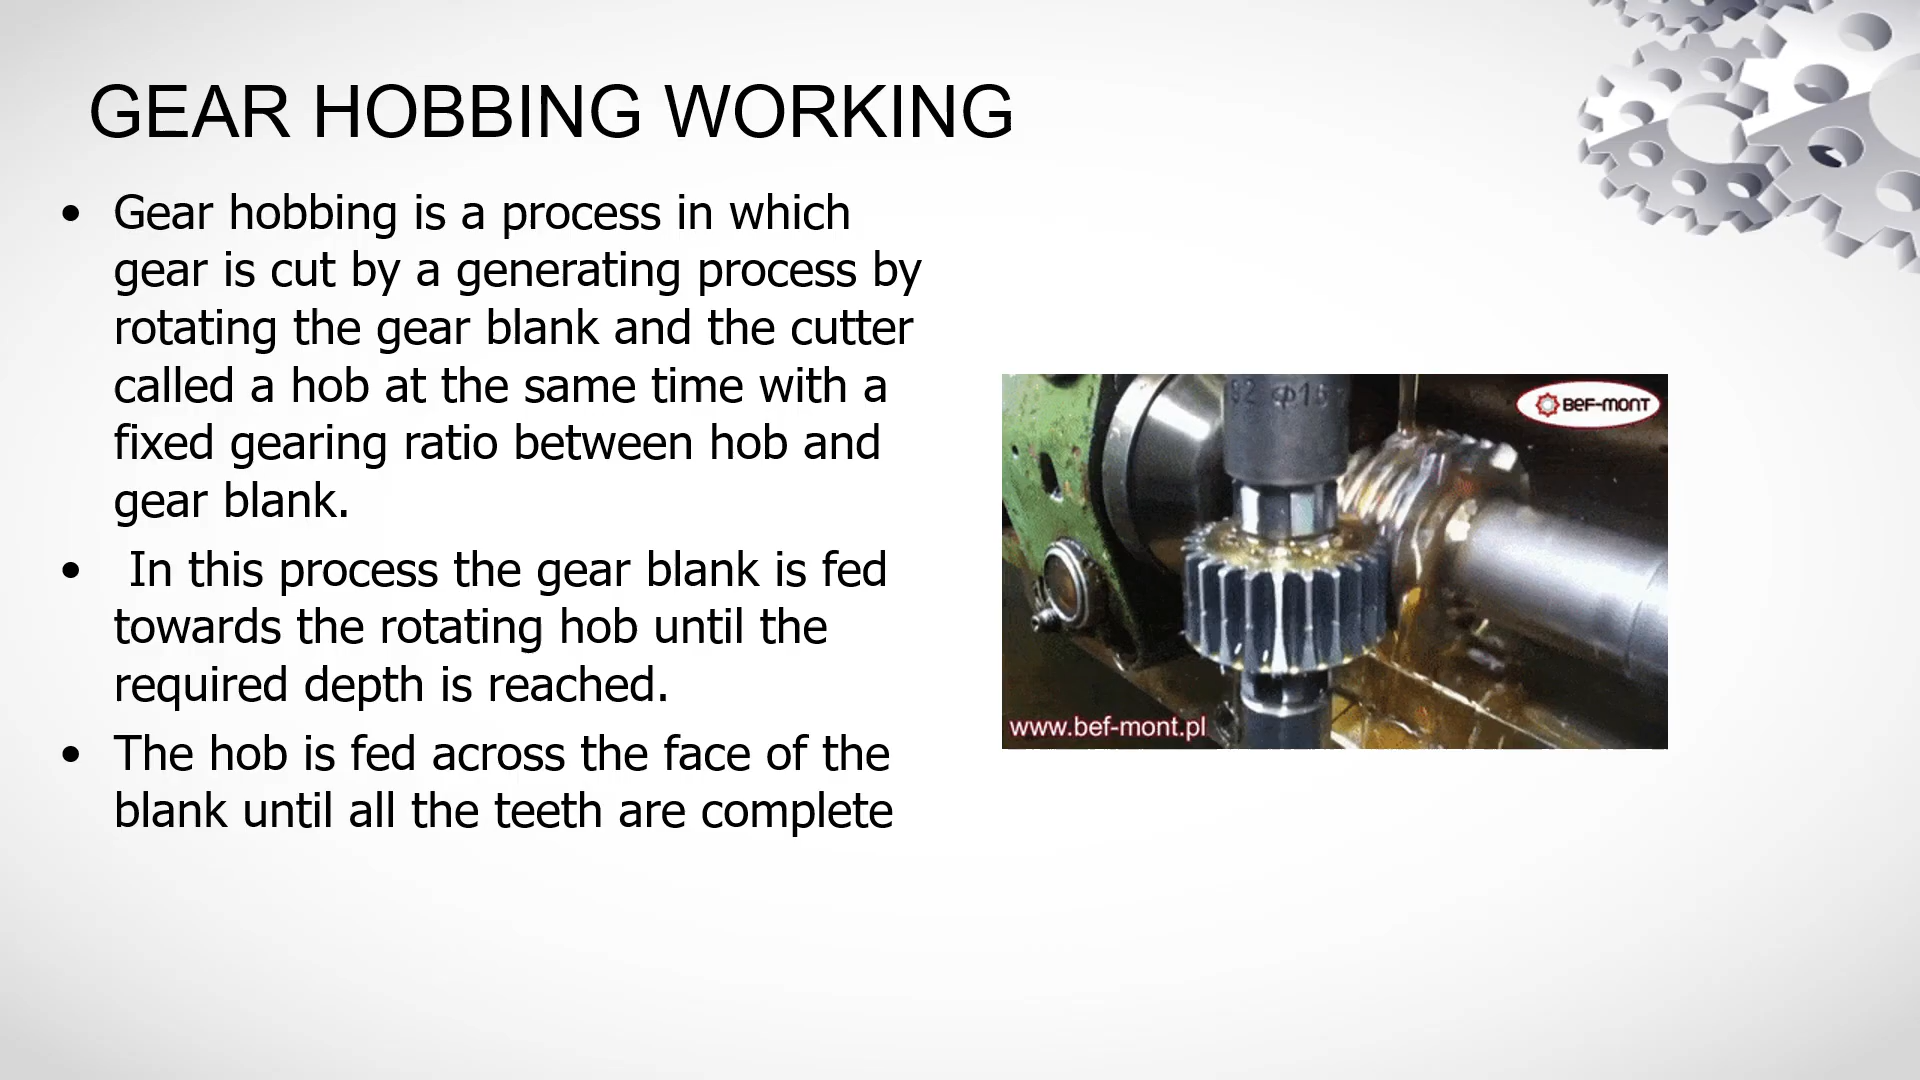 GEAR HOBBING WORKING
• Gear hobbing is a process in which
gear is cut by a generating process by
rotating the gear blank and the cutter
called a hob at the same time with a
fixed gearing ratio between hob and
gear blank.
• In this process the gear blank is fed
towards the rotating hob until the
required depth is reached.
• The hob is fed across the face of the
blank until all the teeth are complete
BEF-MONT
www.bef-mont.pl